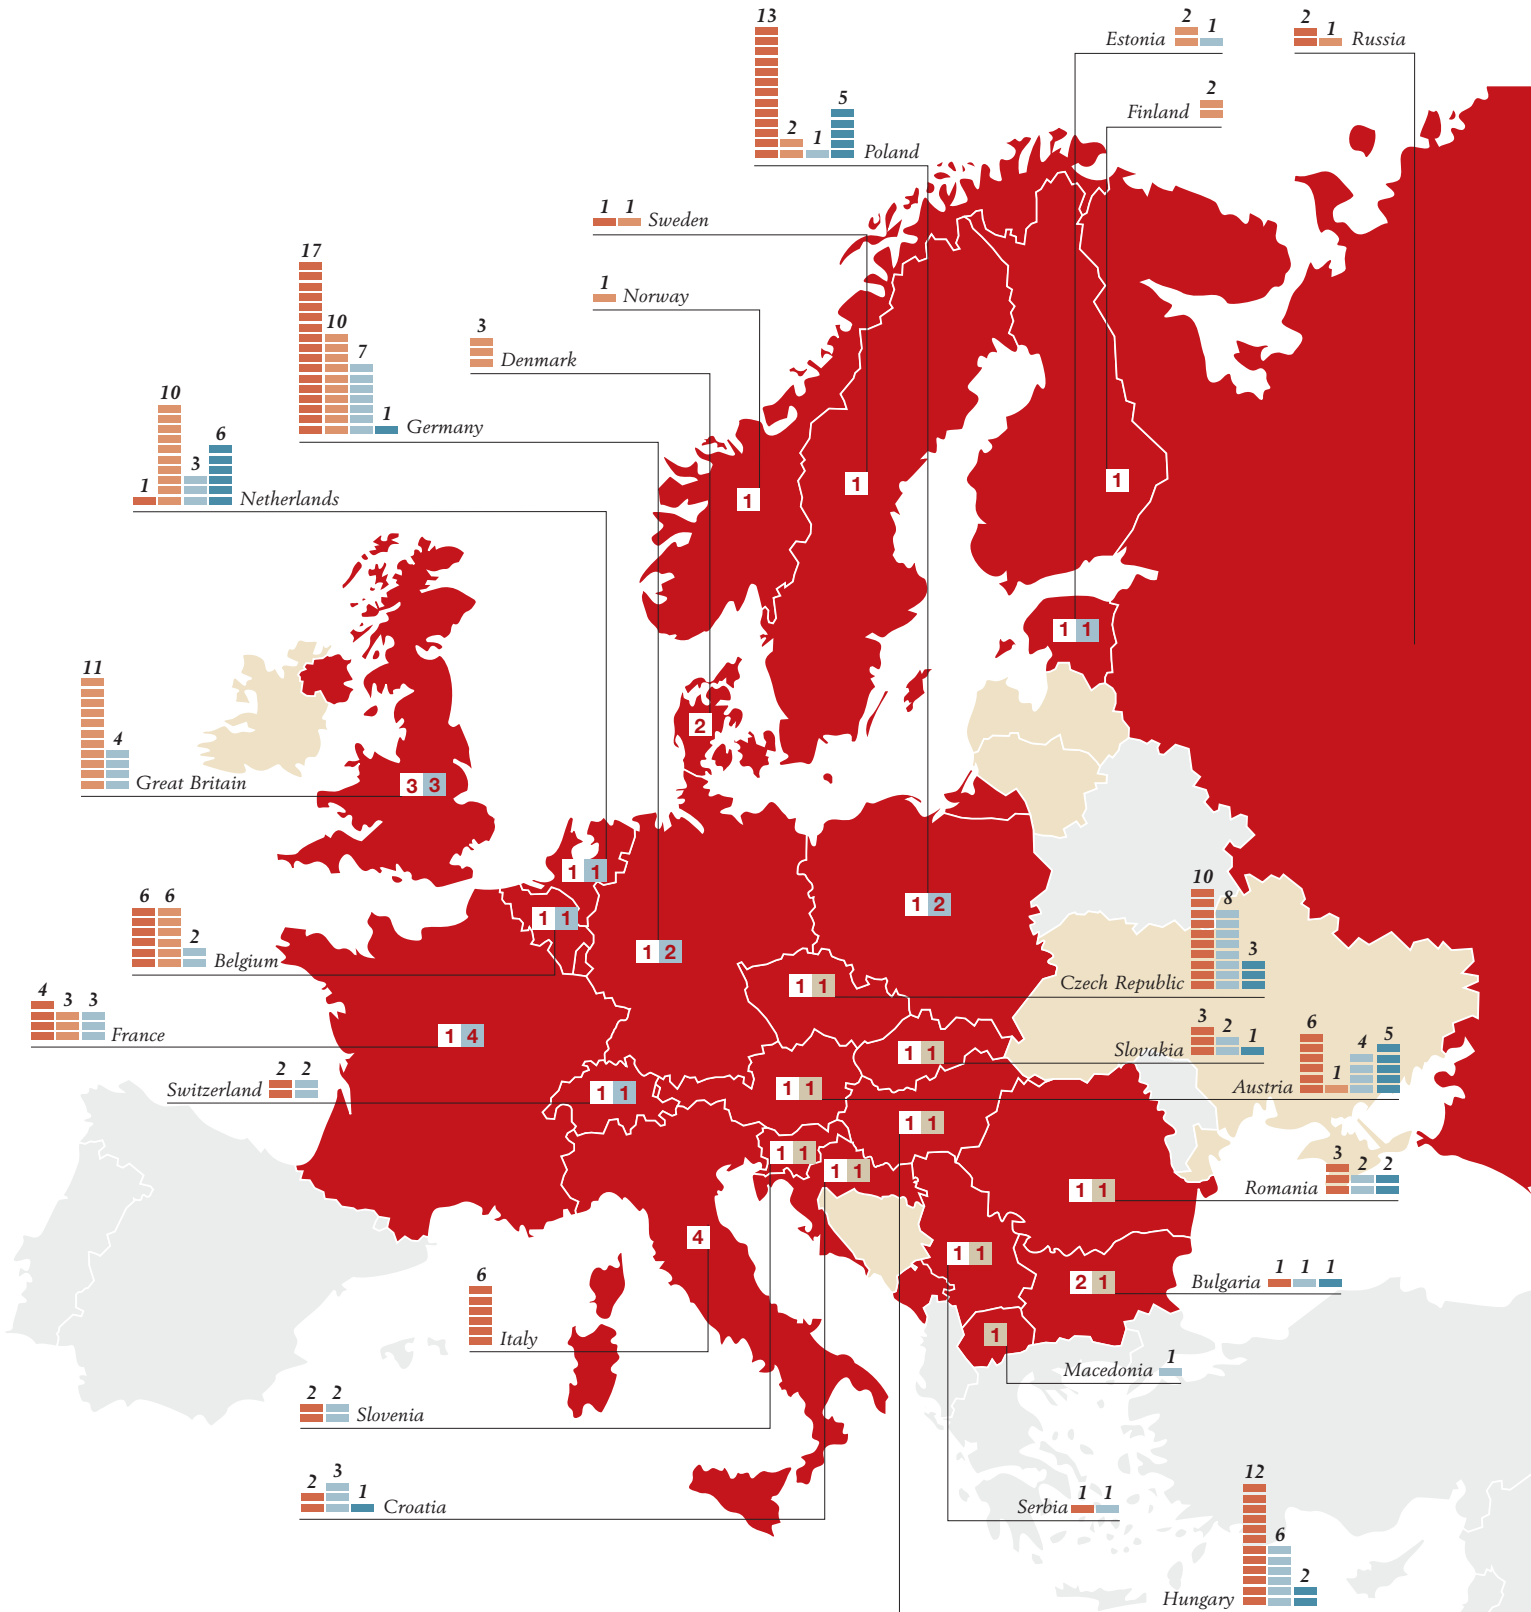 13
2
1
5
Poland
2
1
Estonia
2
1
Russia
2
Finland
1 1
Sweden
17
10
7
1
Germany
1
Norway
3
Denmark
1
10
3
6
Netherlands
1
1
1
1
1 1
11
4
Great Britain
2
3 3
1 1
1 2
6 6
2
Belgium
1 1
1 2
10
8
3
Czech Republic
1 1
4 3 3
France
1 4
3 2 1
Slovakia
1 1
6
1
4
5
Austria
1 1
2 2
Switzerland
1 1
1 1
1 1
1 1
3 2 2
Romania
1 1
6
Italy
4
1 1
2 1
1 1 1
Bulgaria
1
1
Macedonia
2 2
Slovenia
2 3 1
Croatia
1 1
Serbia
12
6
2
Hungary